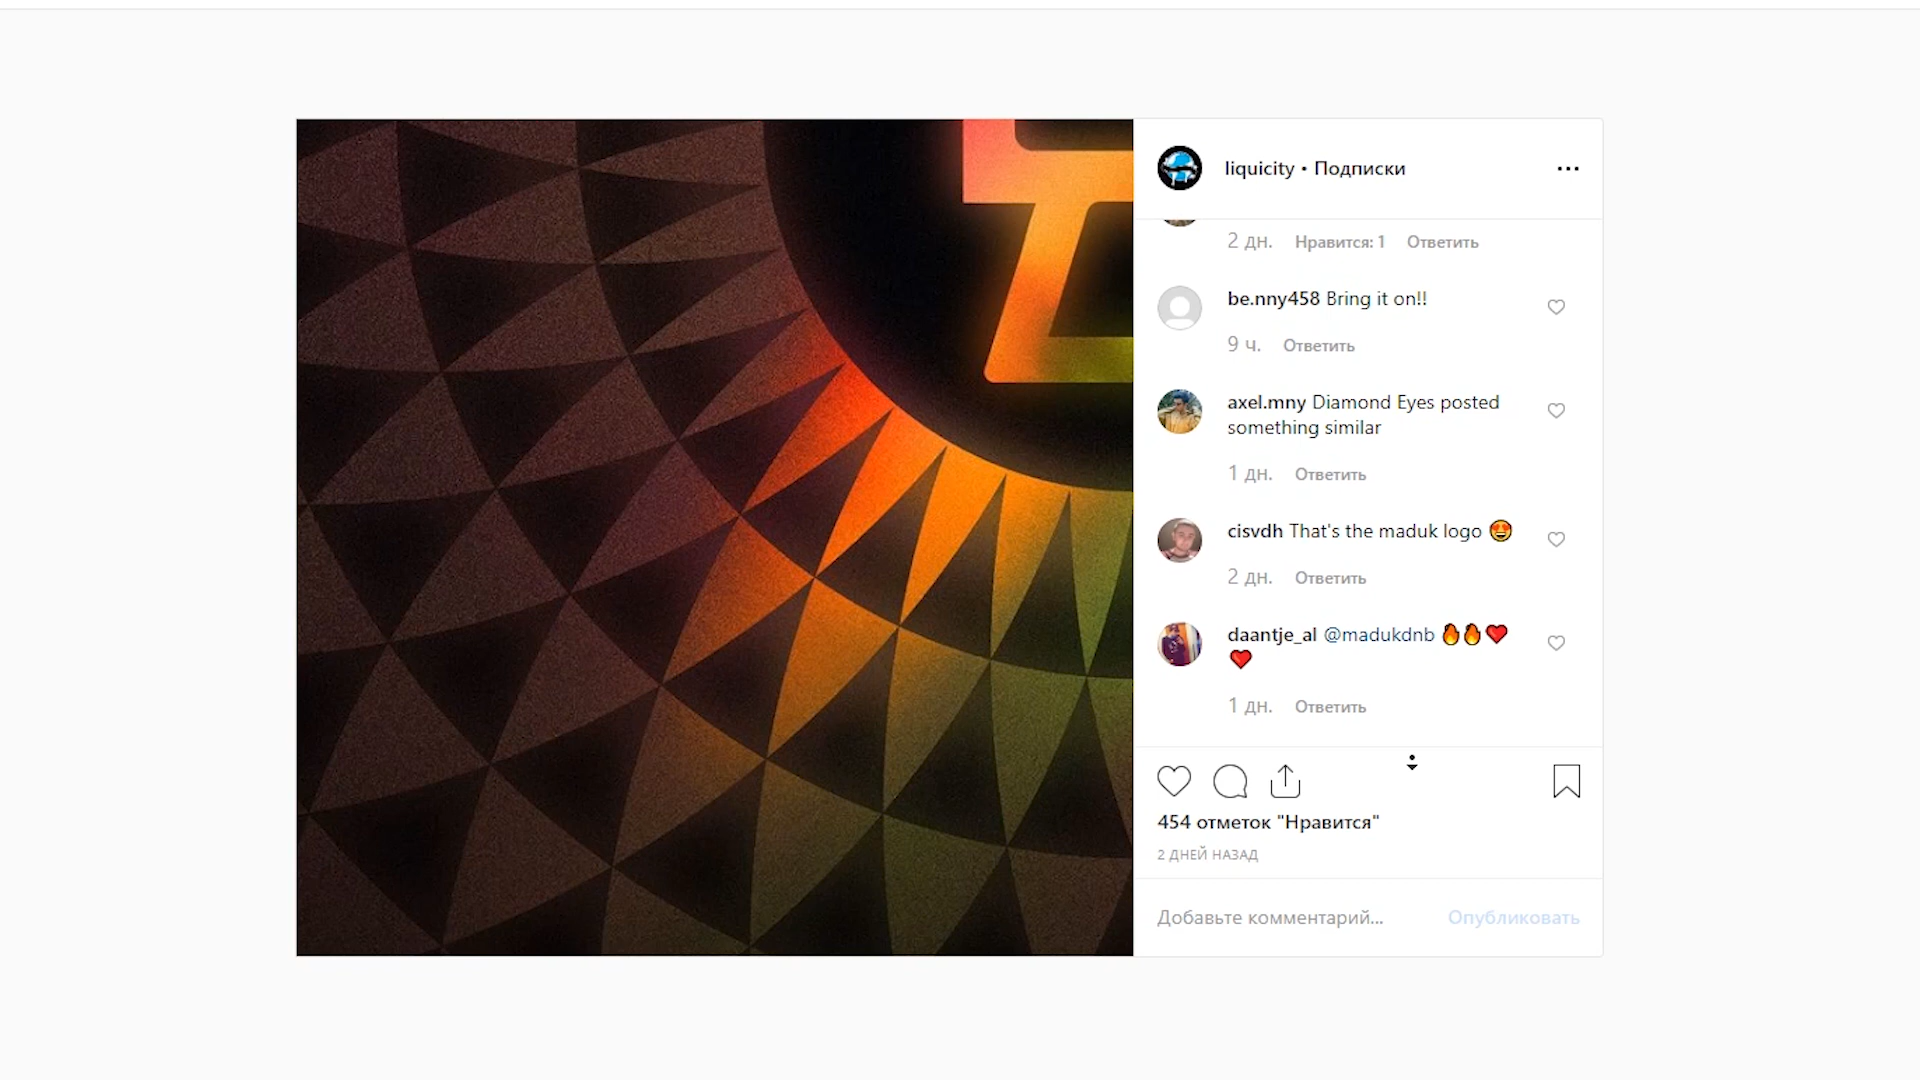 liquicity • Подписки
2 дн. Нравится: 1 Ответить
be.nny458 Bring it on!!
9 ч. Ответить
axel.mny Diamond Eyes posted
something similar
1 дн. Ответить
cisvdh That's the maduk logo 😍
2 дн. Ответить
daantje_al @madukdnb 🔥🔥❤️
❤️
1 дн. Ответить
454 отметок "Нравится"
2 ДНЕЙ НАЗАД
Добавьте комментарий... Опубликовать